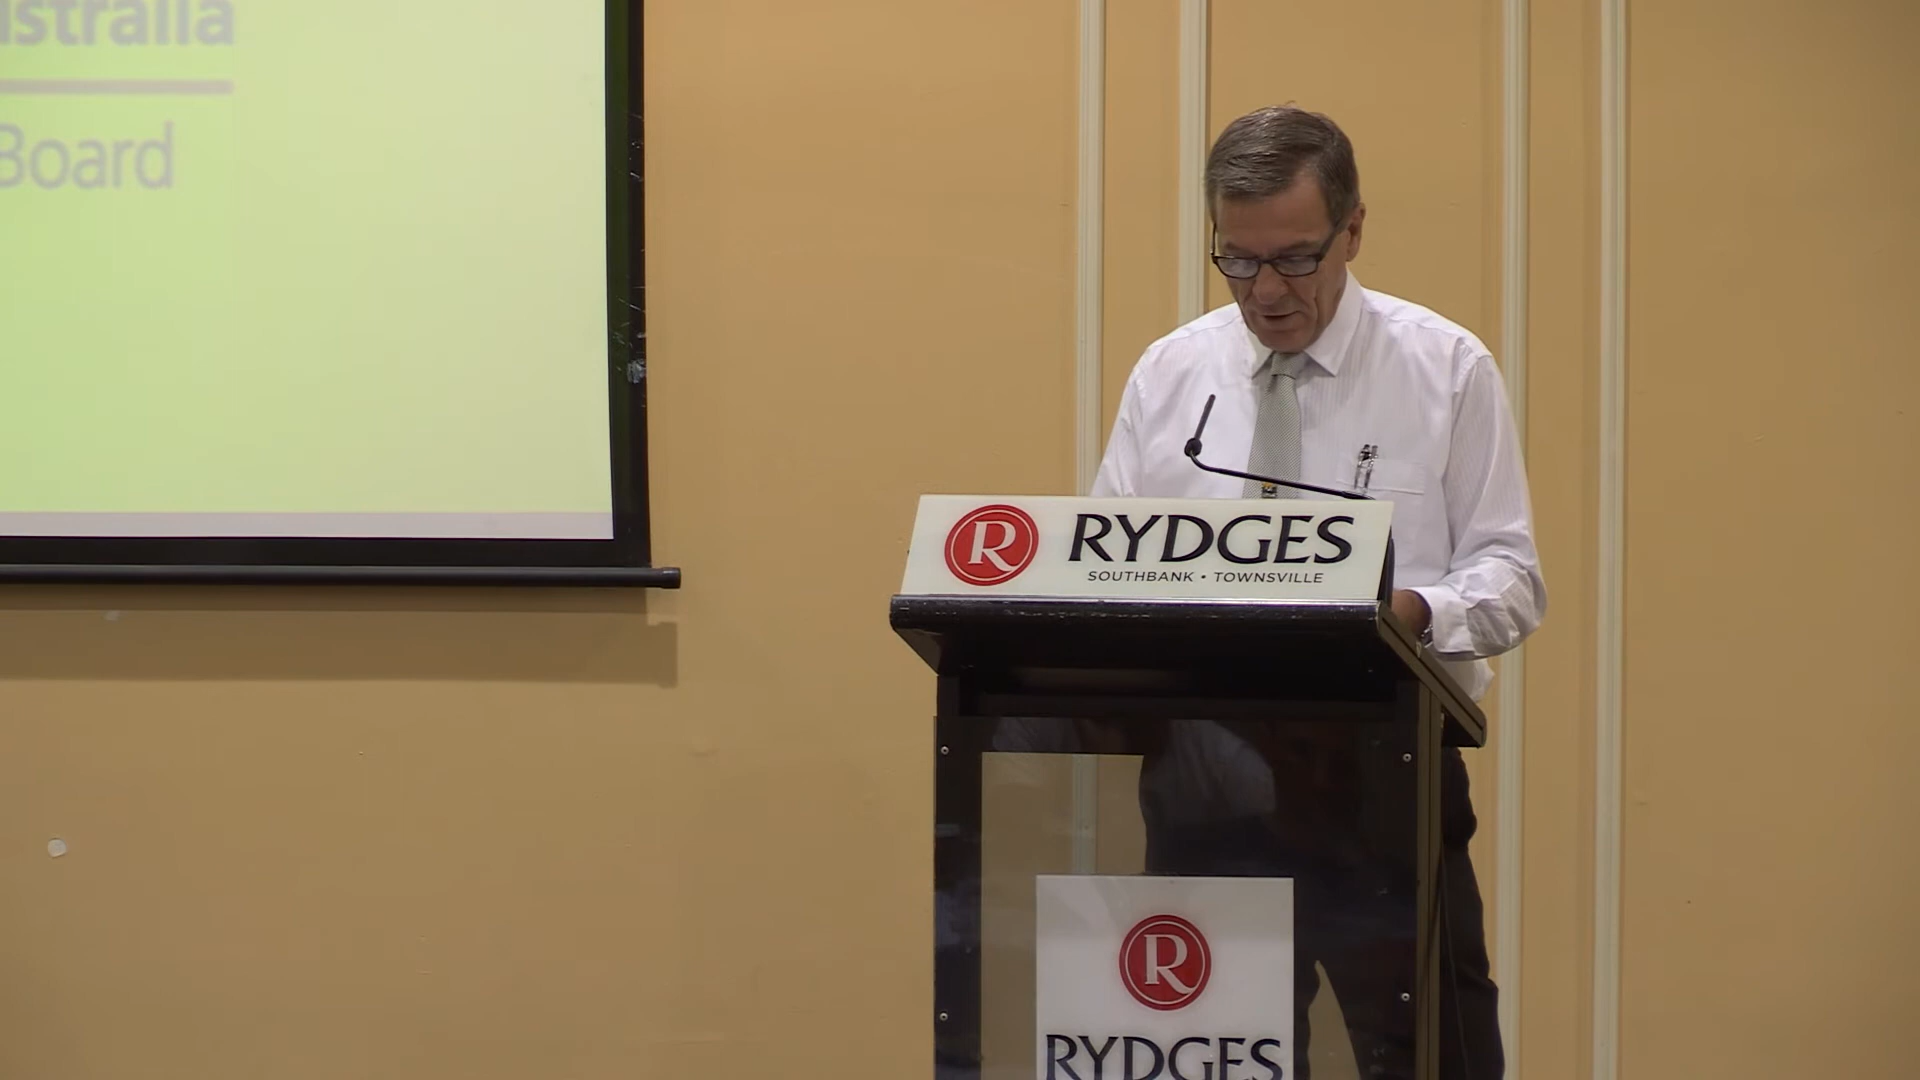 Board
R RYDGES
SOUTHBANK • TOWNSVILLE
R
RYDGES